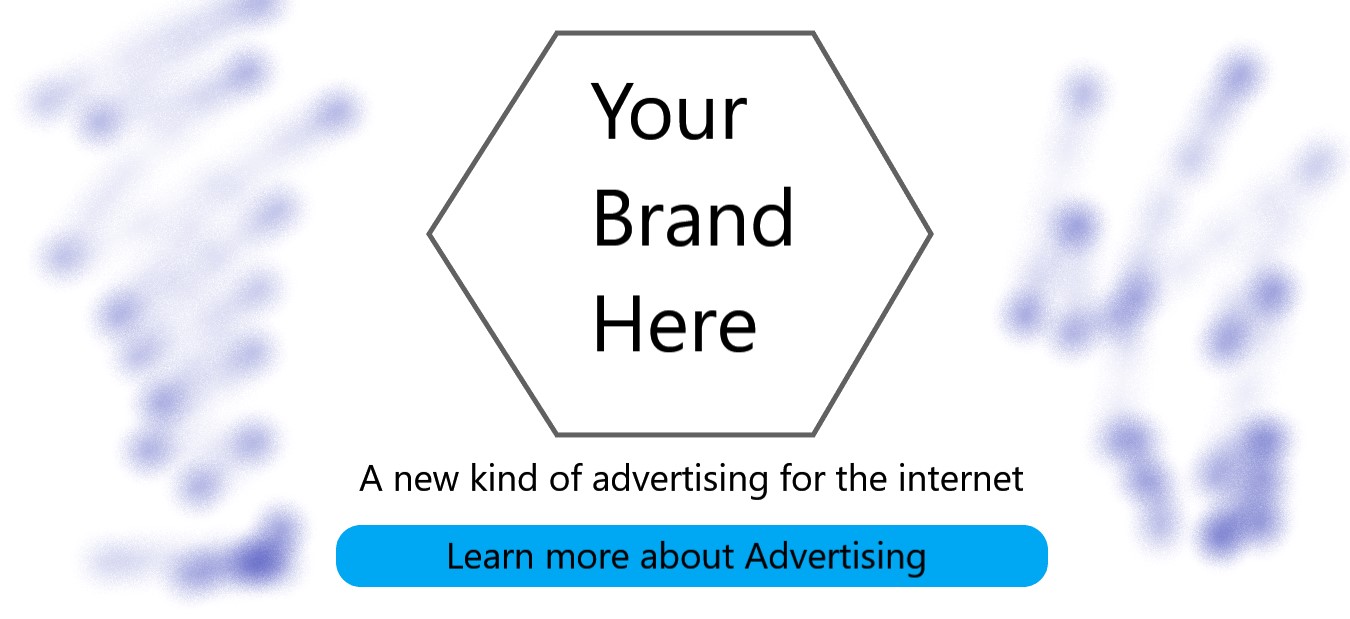 Your
Brand
Here
A new kind of advertising for the internet
Learn more about Advertising